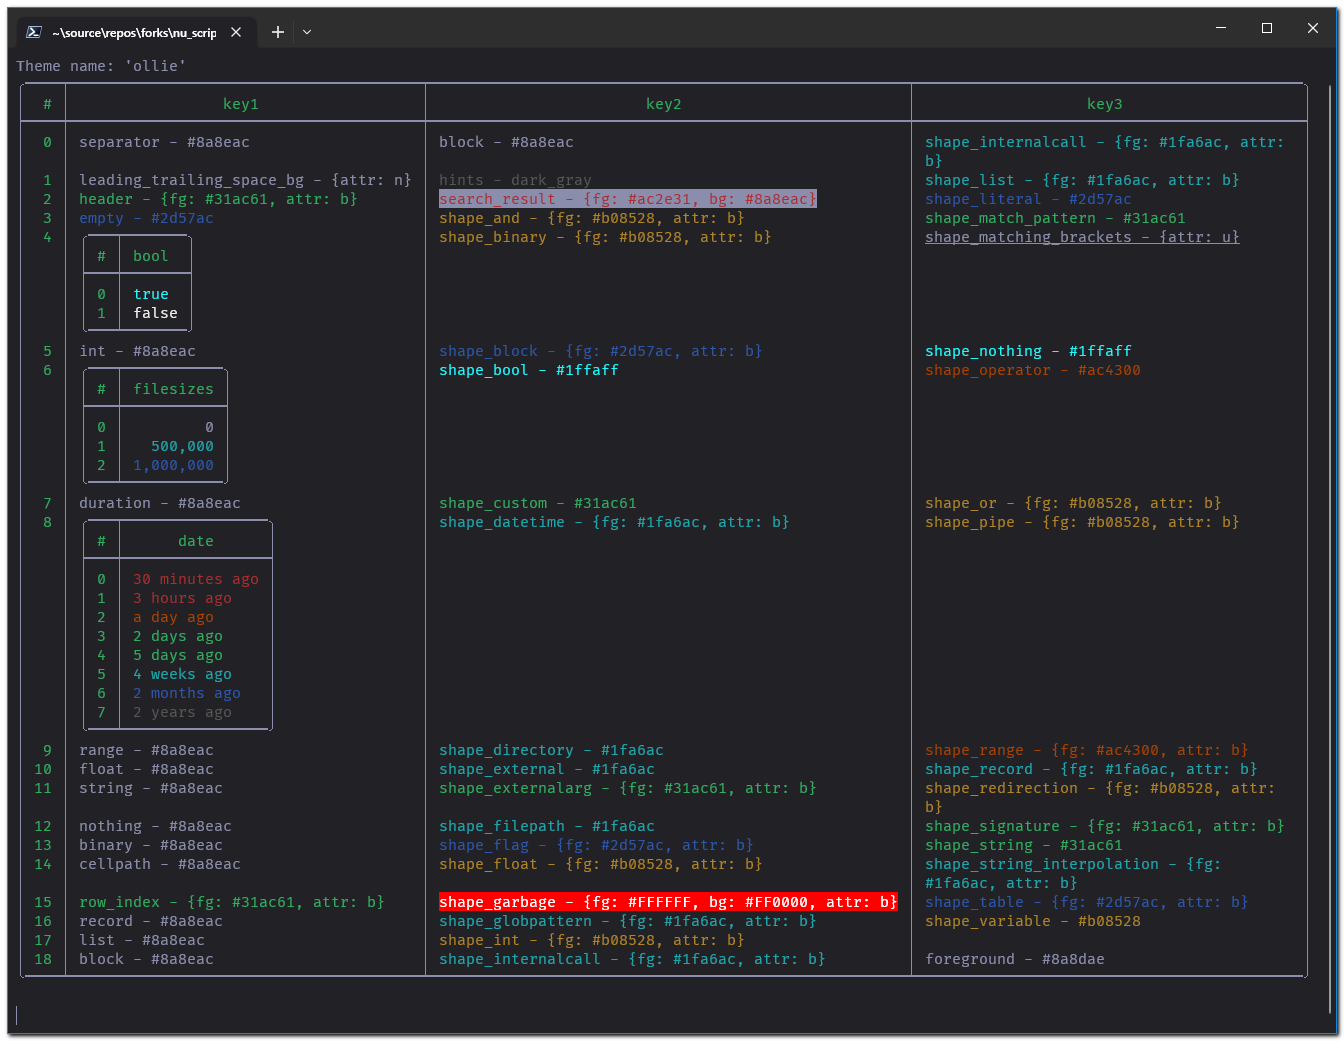 ~\source\repos\forks\nu_scrip
Theme name: 'ollie'
# key1 key2 key3
0 separator - #8a8eac block - #8a8eac shape_internalcall - {fg: #1fa6ac, attr:
b}
1 leading_trailing_space_bg - {attr: n} hints - dark_gray shape_list - {fg: #1fa6ac, attr: b}
2 header - {fg: #31ac61, attr: b} search_result - {fg: #ac2e31, bg: #8a8eac} shape_literal - #2d57ac
3 empty - #2d57ac shape_and - {fg: #b08528, attr: b} shape_match_pattern - #31ac61
4 shape_binary - {fg: #b08528, attr: b} shape_matching_brackets - {attr: u}
# bool
0 true
1 false
5 int - #8a8eac shape_block - {fg: #2d57ac, attr: b} shape_nothing - #1ffaff
6 shape_bool - #1ffaff shape_operator - #ac4300
# filesizes
0 0
1 500,000
2 1,000,000
7 duration - #8a8eac shape_custom - #31ac61 shape_or - {fg: #b08528, attr: b}
8 shape_datetime - {fg: #1fa6ac, attr: b} shape_pipe - {fg: #b08528, attr: b}
# date
0 30 minutes ago
1 3 hours ago
2 a day ago
3 2 days ago
4 5 days ago
5 4 weeks ago
6 2 months ago
7 2 years ago
9 range - #8a8eac shape_directory - #1fa6ac shape_range - {fg: #ac4300, attr: b}
10 float - #8a8eac shape_external - #1fa6ac shape_record - {fg: #1fa6ac, attr: b}
11 string - #8a8eac shape_externalarg - {fg: #31ac61, attr: b} shape_redirection - {fg: #b08528, attr:
b}
12 nothing - #8a8eac shape_filepath - #1fa6ac shape_signature - {fg: #31ac61, attr: b}
13 binary - #8a8eac shape_flag - {fg: #2d57ac, attr: b} shape_string - #31ac61
14 cellpath - #8a8eac shape_float - {fg: #b08528, attr: b} shape_string_interpolation - {fg:
#1fa6ac, attr: b}
15 row_index - {fg: #31ac61, attr: b} shape_garbage - {fg: #FFFFFF, bg: #FF0000, attr: b} shape_table - {fg: #2d57ac, attr: b}
16 record - #8a8eac shape_globpattern - {fg: #1fa6ac, attr: b} shape_variable - #b08528
17 list - #8a8eac shape_int - {fg: #b08528, attr: b}
18 block - #8a8eac shape_internalcall - {fg: #1fa6ac, attr: b} foreground - #8a8dae